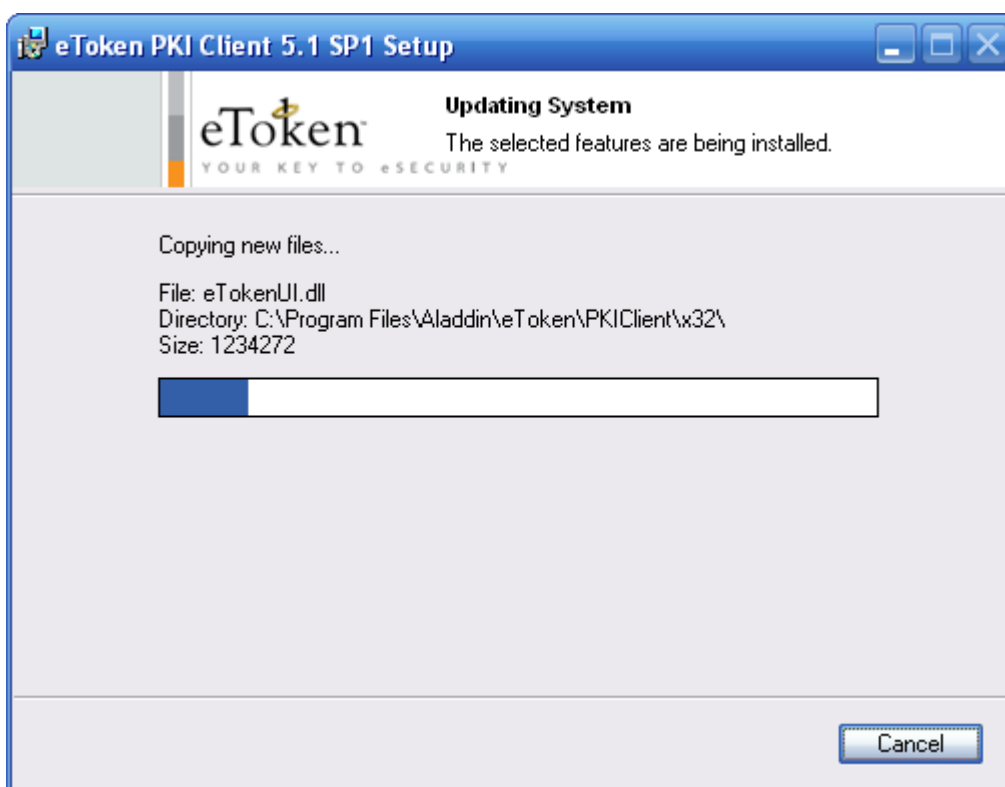 eToken PKI Client 5.1 SP1 Setup
eToken™
YOUR KEY TO eSECURITY
Updating System
The selected features are being installed.
Copying new files...
File: eTokenUI.dll
Directory: C:\Program Files\Aladdin\eToken\PKIClient\x32\
Size: 1234272
Cancel